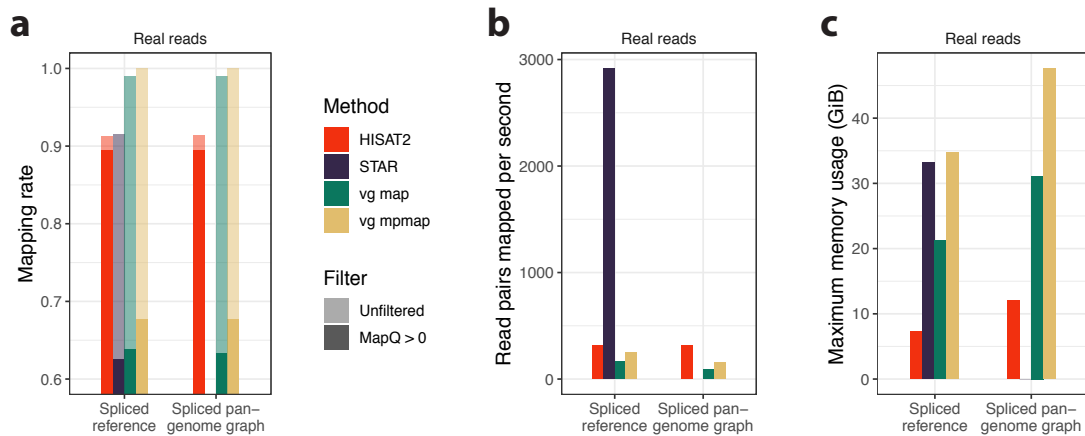 a
Real reads
Mapping rate
1.0
0.9
0.8
0.7
0.6
Spliced
reference
Spliced pan–
genome graph
Method
HISAT2
STAR
vg map
vg mpmap
Filter
Unfiltered
MapQ > 0
b
Real reads
Read pairs mapped per second
3000
2000
1000
0
Spliced
reference
Spliced pan–
genome graph
c
Real reads
Maximum memory usage (GiB)
40
30
20
10
0
Spliced
reference
Spliced pan–
genome graph